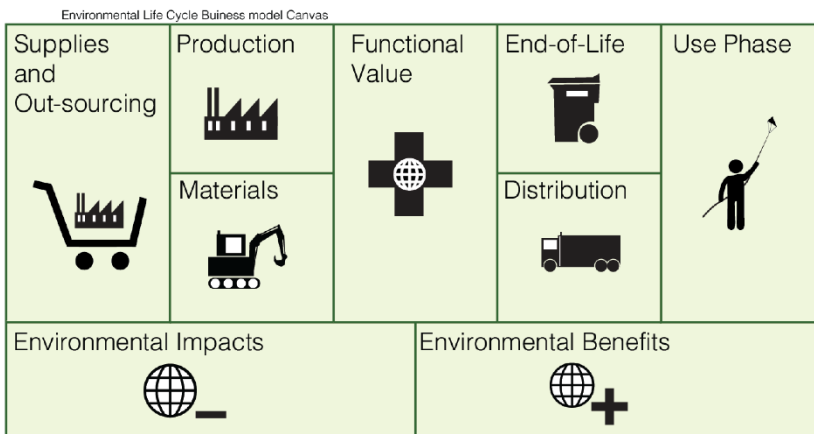 Environmental Life Cycle Buiness model Canvas
Supplies
and
Out-sourcing
Production
Materials
Functional
Value
End-of-Life
Distribution
Use Phase
Environmental Impacts
Environmental Benefits